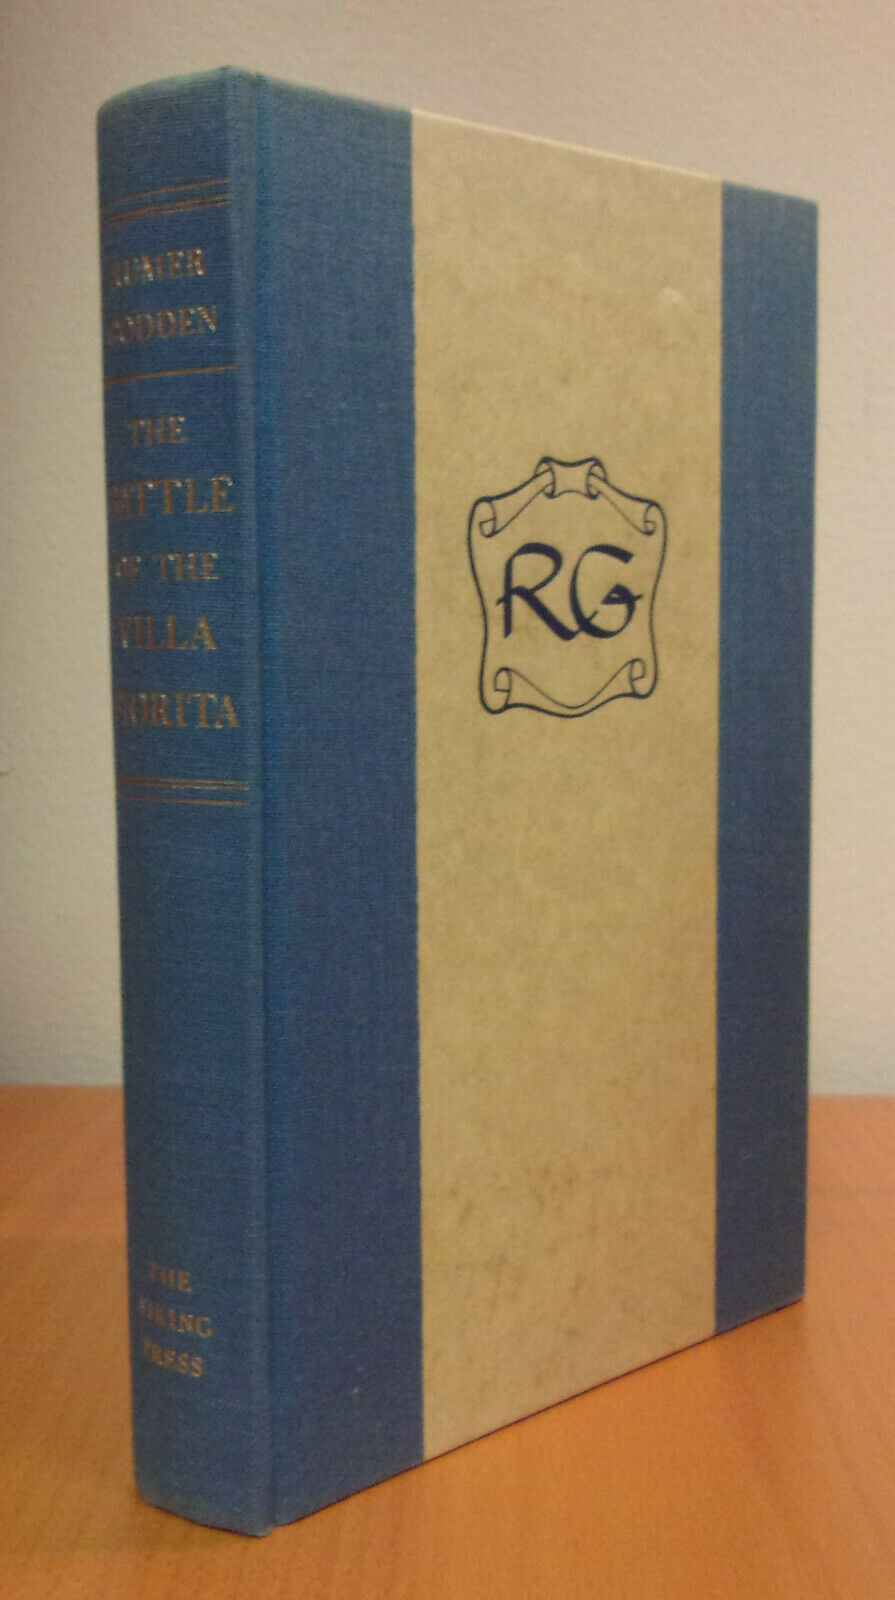 RUMER
GODDEN
THE
BATTLE
OF THE
VILLA
FIORITA
THE
VIKING
PRESS
RG